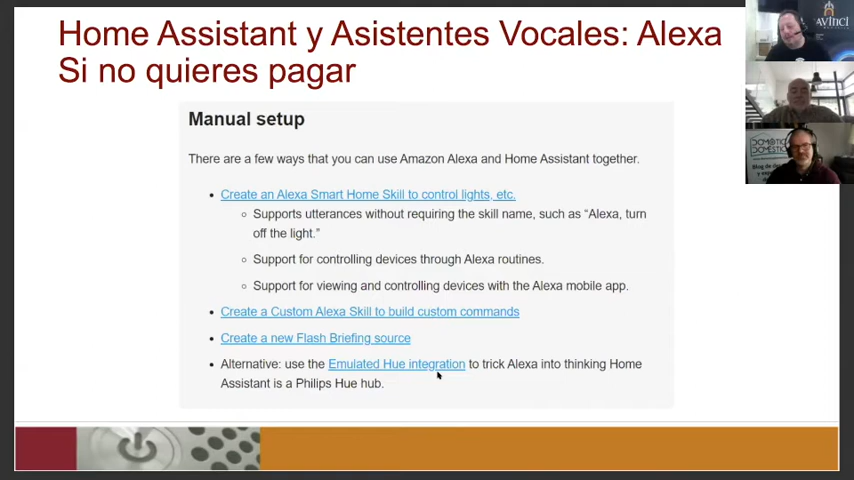 Home Assistant y Asistentes Vocales: Alexa
Si no quieres pagar
Manual setup
There are a few ways that you can use Amazon Alexa and Home Assistant together.
Create an Alexa Smart Home Skill to control lights, etc.
Supports utterances without requiring the skill name, such as “Alexa, turn
off the light.”
Support for controlling devices through Alexa routines.
Support for viewing and controlling devices with the Alexa mobile app.
Create a Custom Alexa Skill to build custom commands
Create a new Flash Briefing source
Alternative: use the Emulated Hue integration to trick Alexa into thinking Home
Assistant is a Philips Hue hub.